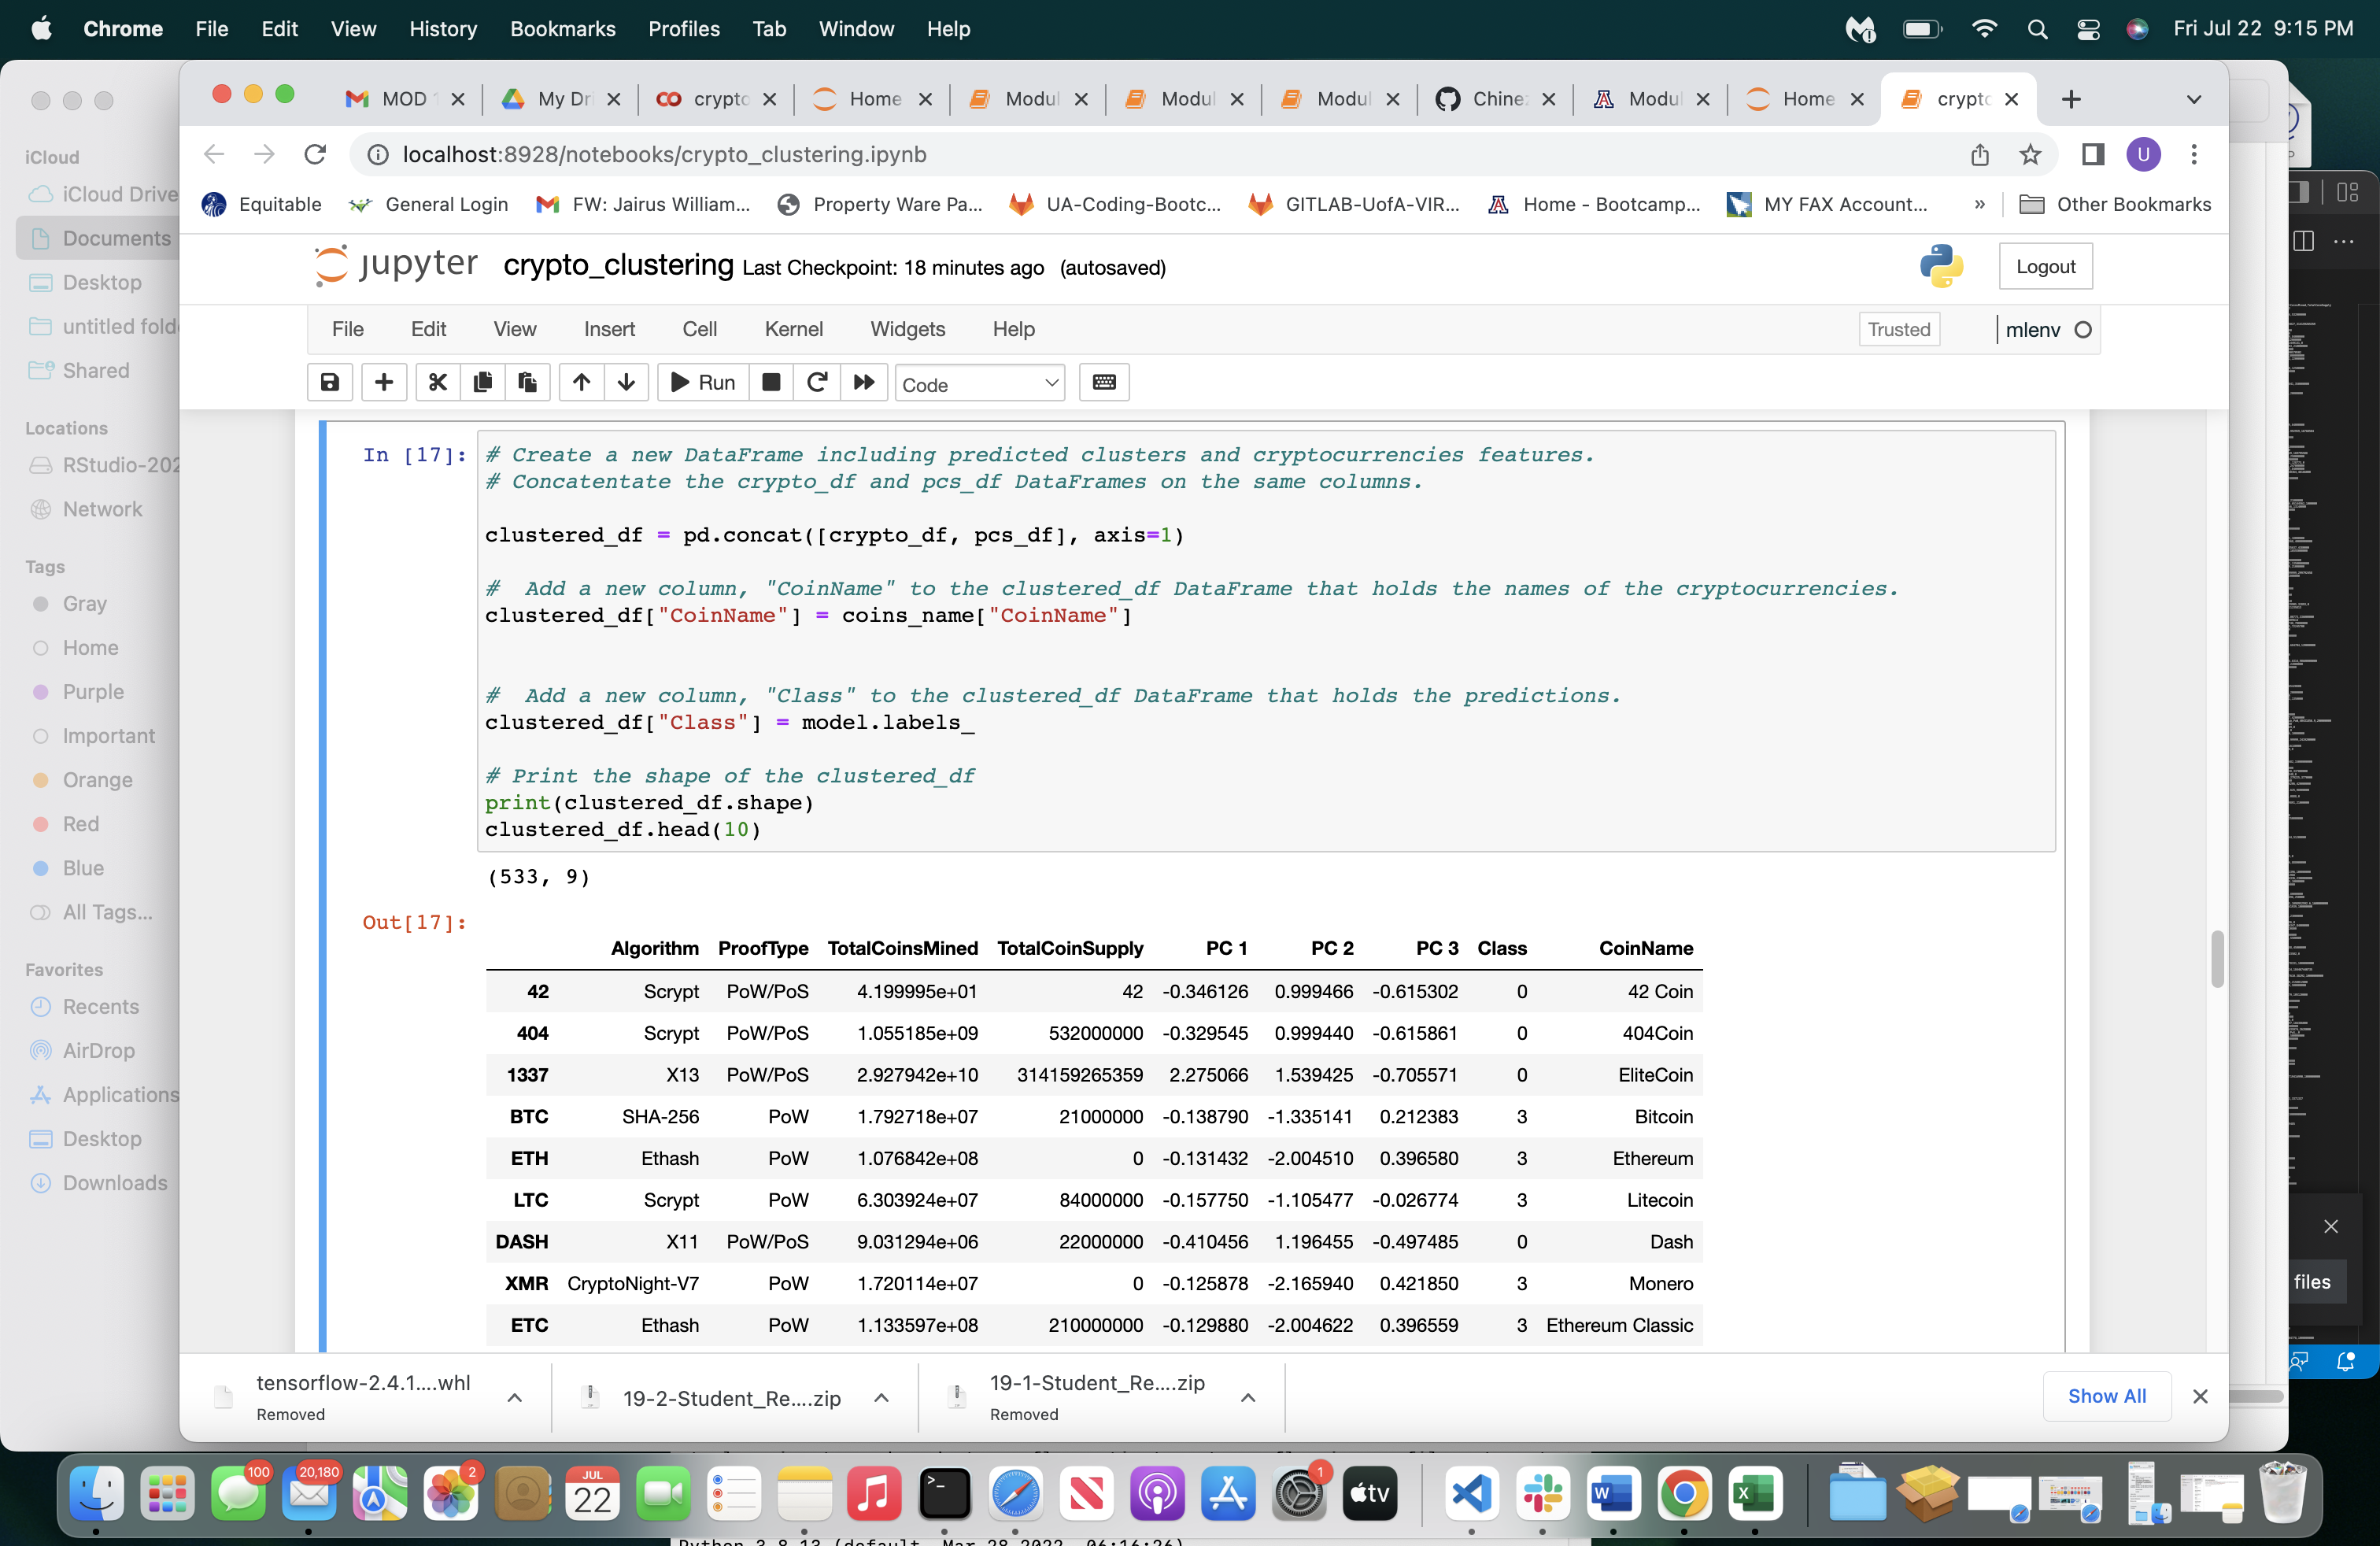 Chrome File Edit View History Bookmarks Profiles Tab Window Help Fri Jul 22 9:15 PM
MOD My Dri crypto Home Modul Modul Modul Chinez Modul Home crypto
localhost:8928/notebooks/crypto_clustering.ipynb U
Equitable General Login FW: Jairus William... Property Ware Pa... UA-Coding-Bootc... GITLAB-UofA-VIR... Home - Bootcamp... MY FAX Account... » Other Bookmarks
iCloud
iCloud Drive
Documents
Desktop
untitled folde
Shared
Locations
RStudio-202
Network
Tags
Gray
Home
Purple
Important
Orange
Red
Blue
All Tags...
Favorites
Recents
AirDrop
Applications
Desktop
Downloads
jupyter crypto_clustering Last Checkpoint: 18 minutes ago (autosaved) Logout
File Edit View Insert Cell Kernel Widgets Help Trusted mlenv
Run Code
In [17]:
# Create a new DataFrame including predicted clusters and cryptocurrencies features.
# Concatentate the crypto_df and pcs_df DataFrames on the same columns.
clustered_df = pd.concat([crypto_df, pcs_df], axis=1)
#  Add a new column, "CoinName" to the clustered_df DataFrame that holds the names of the cryptocurrencies.
clustered_df["CoinName"] = coins_name["CoinName"]
#  Add a new column, "Class" to the clustered_df DataFrame that holds the predictions.
clustered_df["Class"] = model.labels_
# Print the shape of the clustered_df
print(clustered_df.shape)
clustered_df.head(10)
(533, 9)
Out[17]:
Algorithm ProofType TotalCoinsMined TotalCoinSupply PC 1 PC 2 PC 3 Class CoinName
42 Scrypt PoW/PoS 4.199995e+01 42 -0.346126 0.999466 -0.615302 0 42 Coin
404 Scrypt PoW/PoS 1.055185e+09 532000000 -0.329545 0.999440 -0.615861 0 404Coin
1337 X13 PoW/PoS 2.927942e+10 314159265359 2.275066 1.539425 -0.705571 0 EliteCoin
BTC SHA-256 PoW 1.792718e+07 21000000 -0.138790 -1.335141 0.212383 3 Bitcoin
ETH Ethash PoW 1.076842e+08 0 -0.131432 -2.004510 0.396580 3 Ethereum
LTC Scrypt PoW 6.303924e+07 84000000 -0.157750 -1.105477 -0.026774 3 Litecoin
DASH X11 PoW/PoS 9.031294e+06 22000000 -0.410456 1.196455 -0.497485 0 Dash
XMR CryptoNight-V7 PoW 1.720114e+07 0 -0.125878 -2.165940 0.421850 3 Monero
ETC Ethash PoW 1.133597e+08 210000000 -0.129880 -2.004622 0.396559 3 Ethereum Classic
files
tensorflow-2.4.1....whl
Removed
19-2-Student_Re....zip
19-1-Student_Re....zip
Removed
Show All
100 20,180 2 JUL 22 1 tv
Python 3.8.13 (default, Mar 28 2022, 06:16:26)